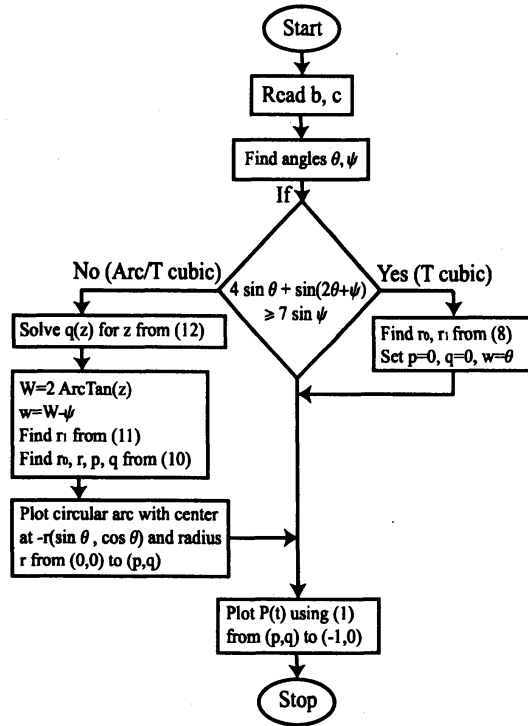 Start
Read b, c
Find angles θ, ψ
If
4 sin θ + sin(2θ+ψ)
⩾ 7 sin ψ
No (Arc/T cubic)
Yes (T cubic)
Solve q(z) for z from (12)
Find r₀, r₁ from (8)
Set p=0, q=0, w=θ
W=2 ArcTan(z)
w=W-ψ
Find r₁ from (11)
Find r₀, r, p, q from (10)
Plot circular arc with center
at -r(sin θ , cos θ) and radius
r from (0,0) to (p,q)
Plot P(t) using (1)
from (p,q) to (-1,0)
Stop